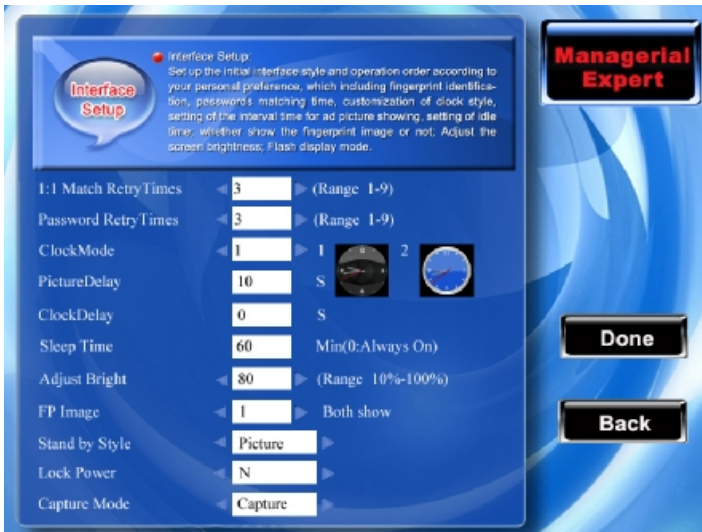 Managerial
Expert
Interface
Setup
Interface Setup:
Set up the initial interface style and operation order according to
your personal preference, which including fingerprint identifica-
tion, passwords matching time, customization of clock style,
setting of the interval time for ad picture showing, setting of idle
time; whether show the fingerprint image or not; Adjust the
screen brightness; Flash display mode.
1:1 Match RetryTimes 3 (Range 1-9)
Password RetryTimes 3 (Range 1-9)
ClockMode 1 1 2
PictureDelay 10 S
ClockDelay 0 S
Sleep Time 60 Min(0:Always On)
Adjust Bright 80 (Range 10%-100%)
FP Image 1 Both show
Stand by Style Picture
Lock Power N
Capture Mode Capture
Done
Back